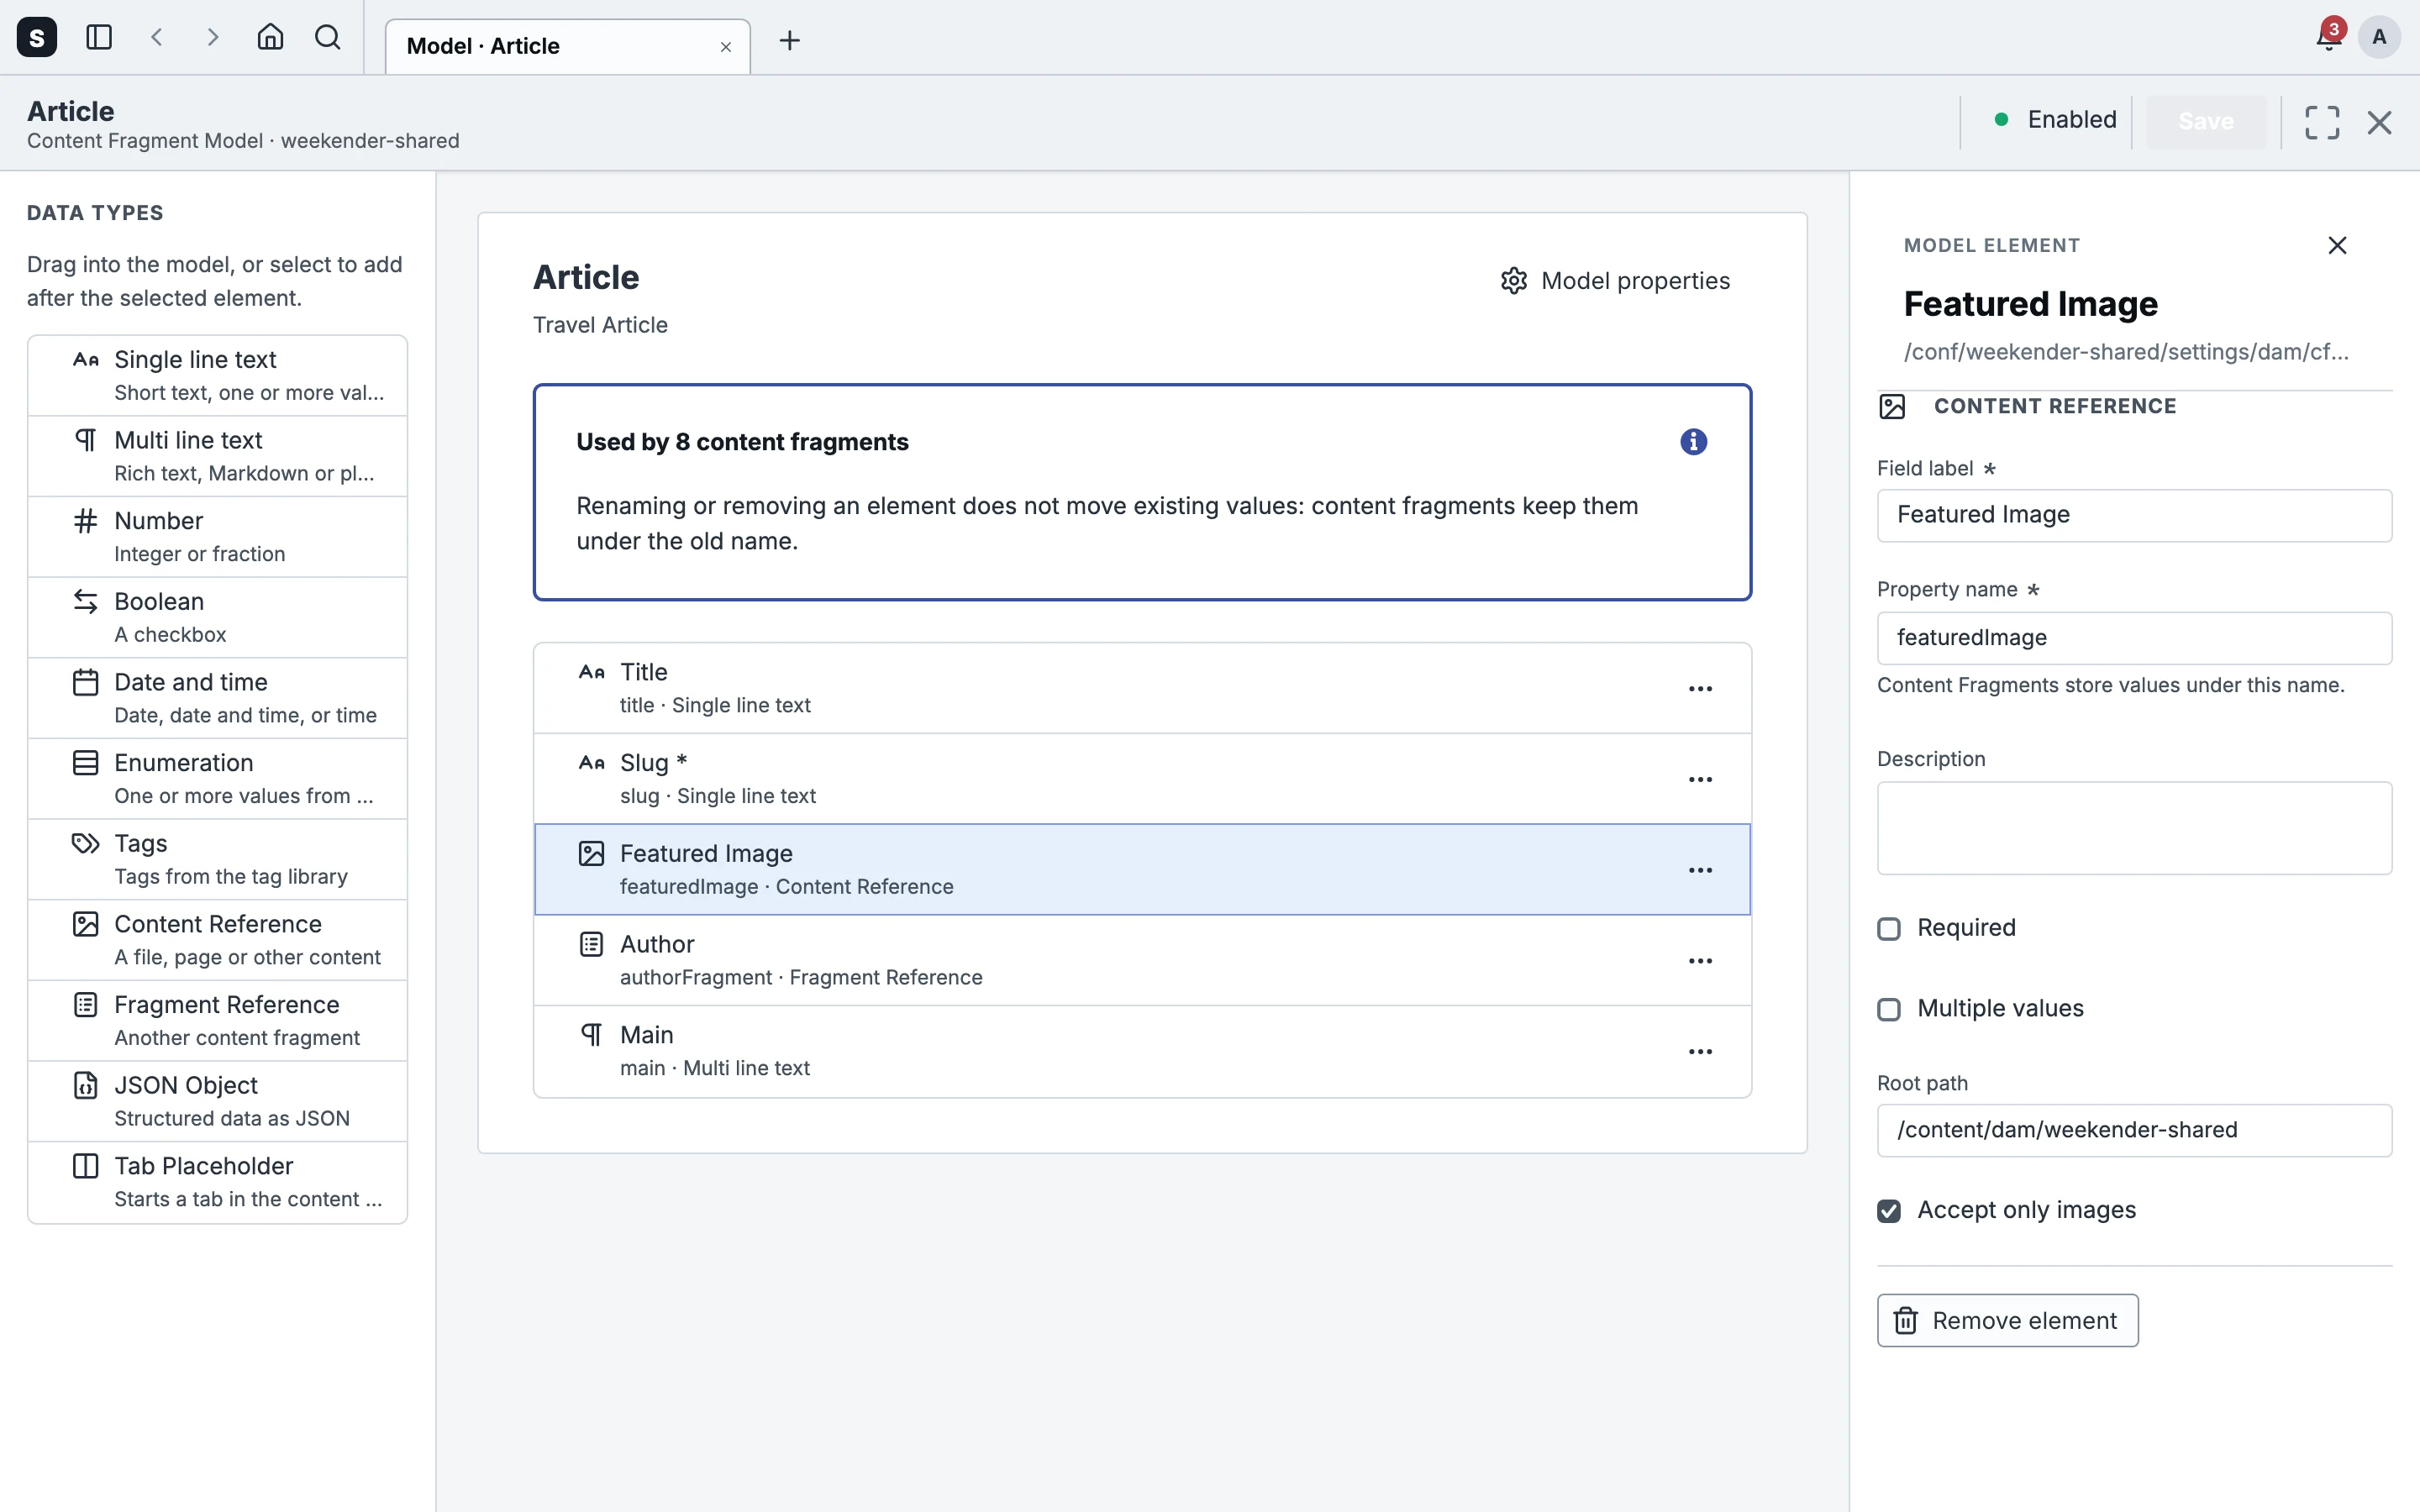 S
Model · Article
3
A
Article
Content Fragment Model · weekender-shared
Enabled
Save
DATA TYPES
Drag into the model, or select to add
after the selected element.
Single line text
Short text, one or more val...
Multi line text
Rich text, Markdown or pl...
Number
Integer or fraction
Boolean
A checkbox
Date and time
Date, date and time, or time
Enumeration
One or more values from ...
Tags
Tags from the tag library
Content Reference
A file, page or other content
Fragment Reference
Another content fragment
JSON Object
Structured data as JSON
Tab Placeholder
Starts a tab in the content ...
Article
Model properties
Travel Article
Used by 8 content fragments
Renaming or removing an element does not move existing values: content fragments keep them
under the old name.
Title
title · Single line text
Slug *
slug · Single line text
Featured Image
featuredImage · Content Reference
Author
authorFragment · Fragment Reference
Main
main · Multi line text
MODEL ELEMENT
Featured Image
/conf/weekender-shared/settings/dam/cf...
CONTENT REFERENCE
Field label *
Featured Image
Property name *
featuredImage
Content Fragments store values under this name.
Description
Required
Multiple values
Root path
/content/dam/weekender-shared
Accept only images
Remove element